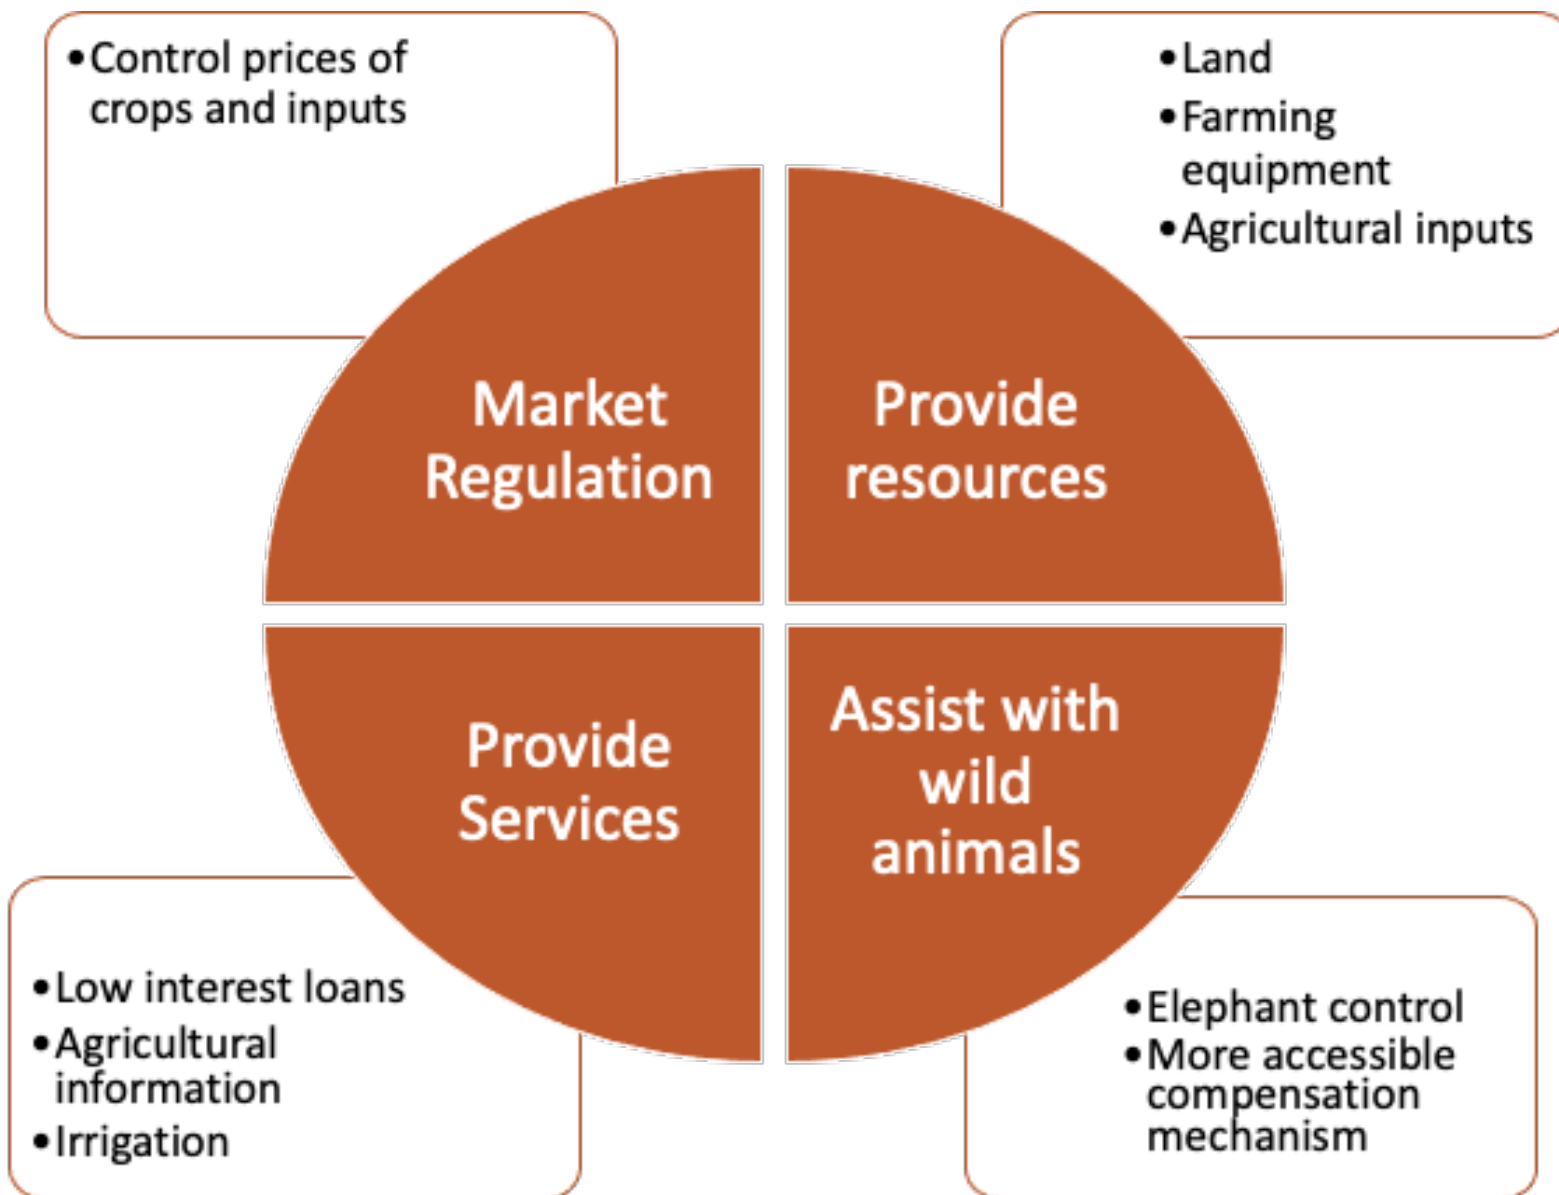 •Control prices of
crops and inputs
•Land
•Farming
equipment
•Agricultural inputs
Market
Regulation
Provide
resources
Provide
Services
Assist with
wild
animals
•Low interest loans
•Agricultural
information
•Irrigation
•Elephant control
•More accessible
compensation
mechanism